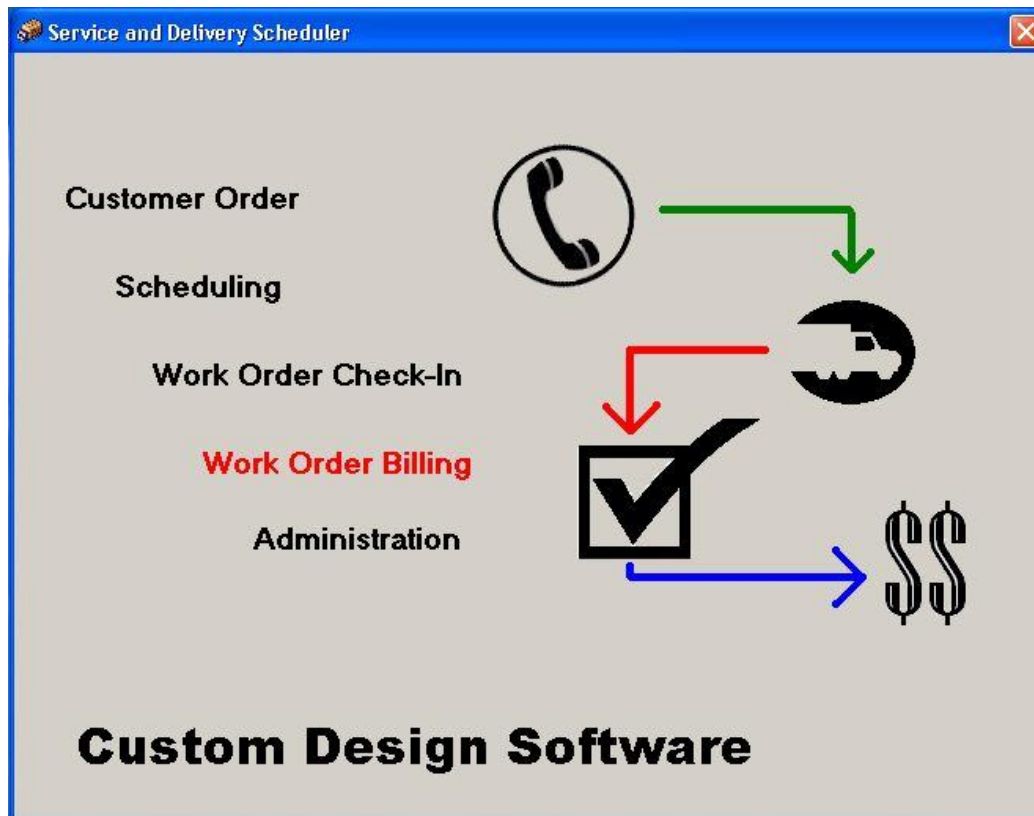 Service and Delivery Scheduler
Customer Order
Scheduling
Work Order Check-In
Work Order Billing
Administration
$$
Custom Design Software